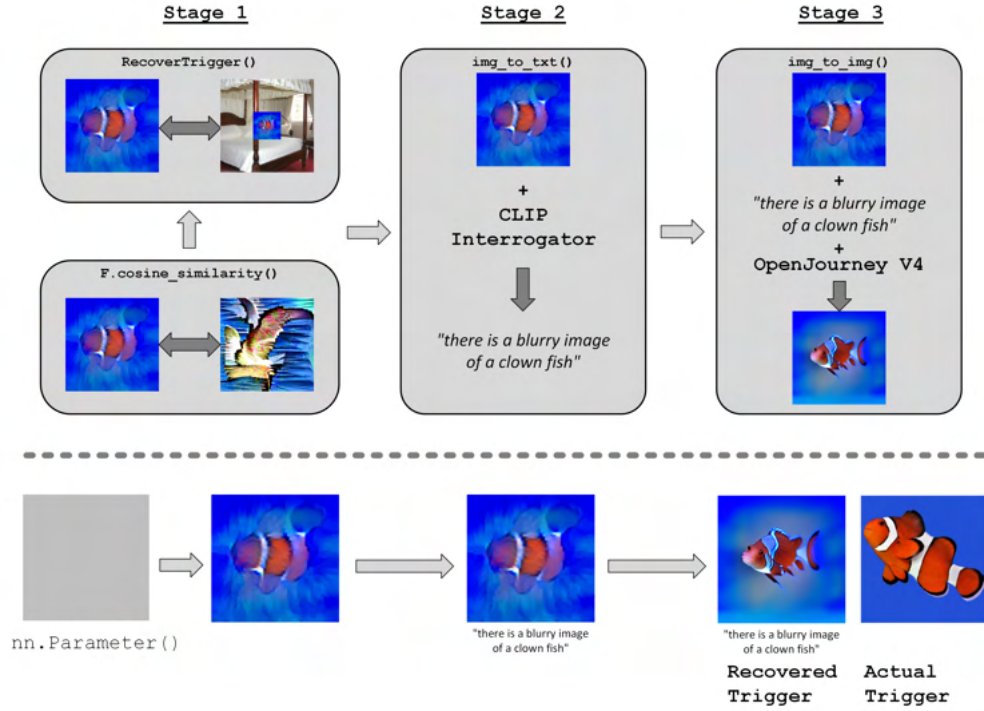 Stage 1
Stage 2
Stage 3
RecoverTrigger()
F.cosine_similarity()
img_to_txt()
+
CLIP
Interrogator
"there is a blurry image
of a clown fish"
img_to_img()
+
"there is a blurry image
of a clown fish"
+
OpenJourney V4
nn.Parameter()
"there is a blurry image
of a clown fish"
"there is a blurry image
of a clown fish"
Recovered
Trigger
Actual
Trigger